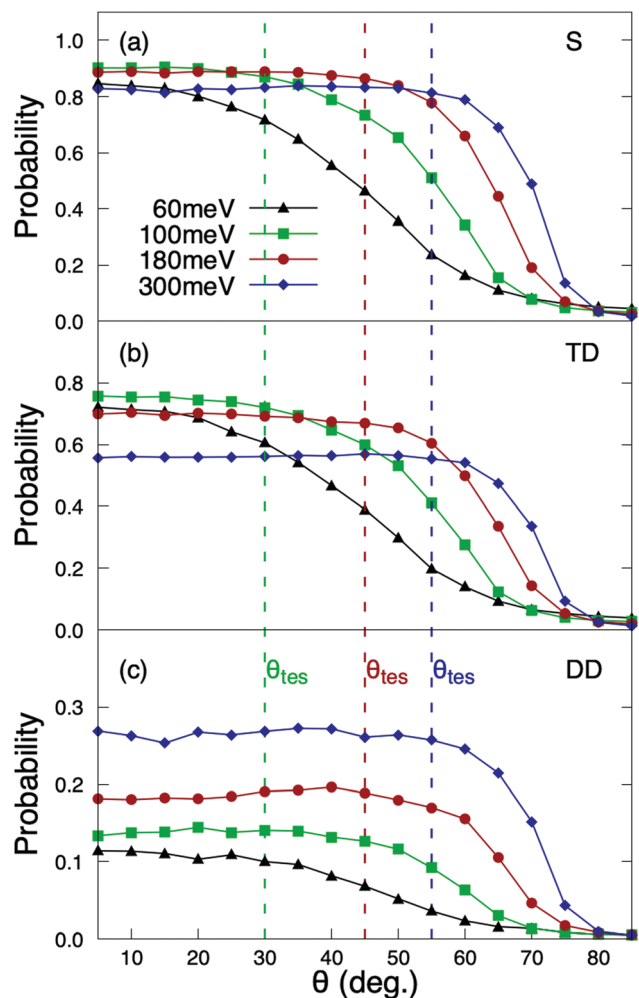 (a) S
Probability
1.0
0.8
0.6
0.4
0.2
0.0
60meV
100meV
180meV
300meV
(b) TD
Probability
0.8
0.6
0.4
0.2
0.0
(c) θtes θtes θtes DD
Probability
0.3
0.2
0.1
0.0
10 20 30 40 50 60 70 80
θ (deg.)